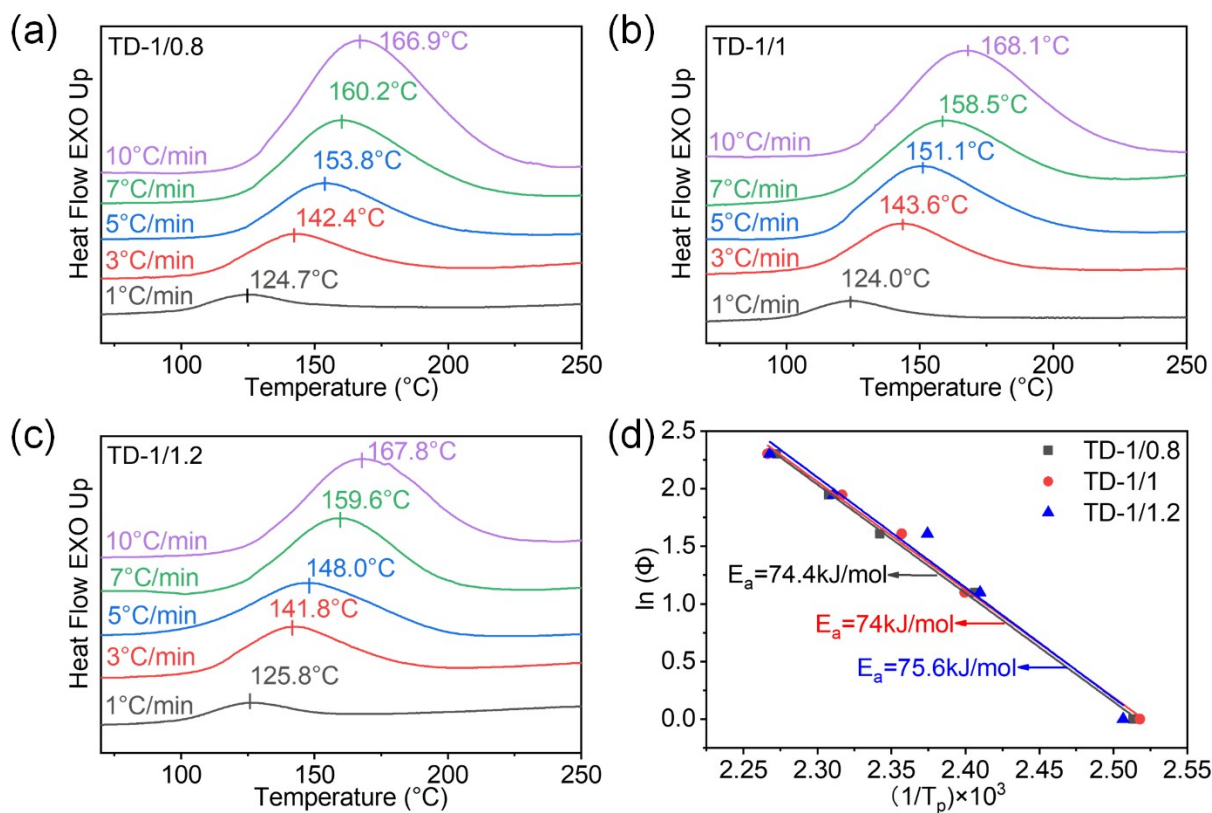 (a)
TD-1/0.8
Heat Flow EXO Up
166.9°C
160.2°C
10°C/min
153.8°C
7°C/min
142.4°C
5°C/min
3°C/min
124.7°C
1°C/min
100 150 200 250
Temperature (°C)
(b)
TD-1/1
Heat Flow EXO Up
168.1°C
158.5°C
10°C/min
151.1°C
7°C/min
143.6°C
5°C/min
3°C/min
124.0°C
1°C/min
100 150 200 250
Temperature (°C)
(c)
TD-1/1.2
Heat Flow EXO Up
167.8°C
159.6°C
10°C/min
148.0°C
7°C/min
141.8°C
5°C/min
3°C/min
125.8°C
1°C/min
100 150 200 250
Temperature (°C)
(d)
ln (Φ)
2.5
2.0
1.5
1.0
0.5
0.0
TD-1/0.8
TD-1/1
TD-1/1.2
Eₐ=74.4kJ/mol
Eₐ=74kJ/mol
Eₐ=75.6kJ/mol
2.25 2.30 2.35 2.40 2.45 2.50 2.55
(1/Tₚ)×10³